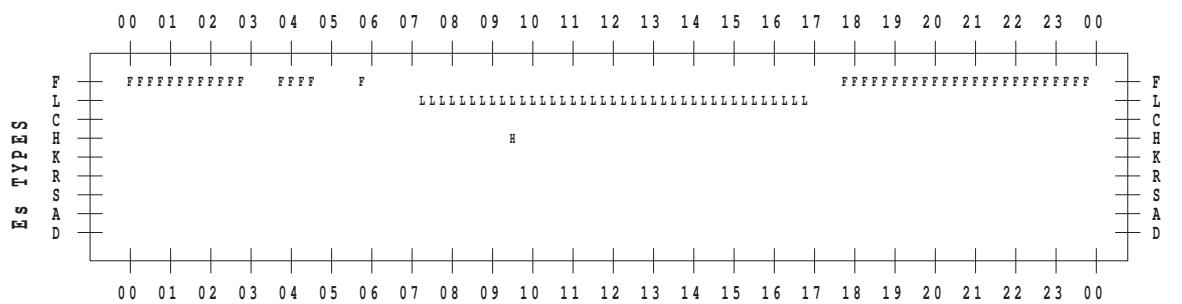 00 01 02 03 04 05 06 07 08 09 10 11 12 13 14 15 16 17 18 19 20 21 22 23 00
F FFFFFFFFFFFF FFFF F FFFFFFFFFFFFFFFFFFFFFFFFF F
L LLLLLLLLLLLLLLLLLLLLLLLLLLLLLLLLLLLLLLL L
C C
H H H
K K
R R
S S
A A
D D
Es TYPES
00 01 02 03 04 05 06 07 08 09 10 11 12 13 14 15 16 17 18 19 20 21 22 23 00